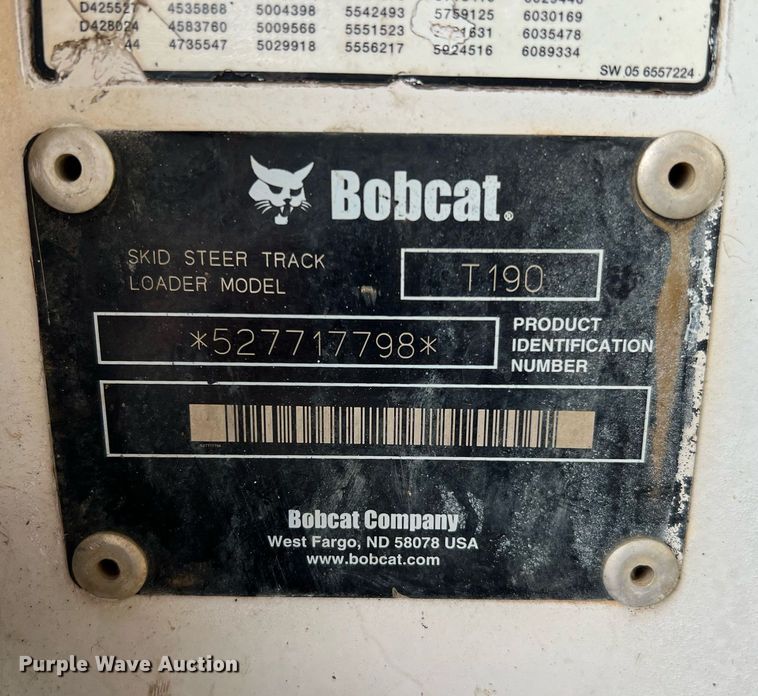 D425527 4535868 5004398 5542493 5759125 6030169
D428024 4583760 5009566 5551523 6035478
4735547 5029918 5556217 5924516 6089334
SW 05 6557224
Bobcat®
SKID STEER TRACK
LOADER MODEL
T190
*527717798*
PRODUCT
IDENTIFICATION
NUMBER
527717798
Bobcat Company
West Fargo, ND 58078 USA
www.bobcat.com
Purple Wave Auction